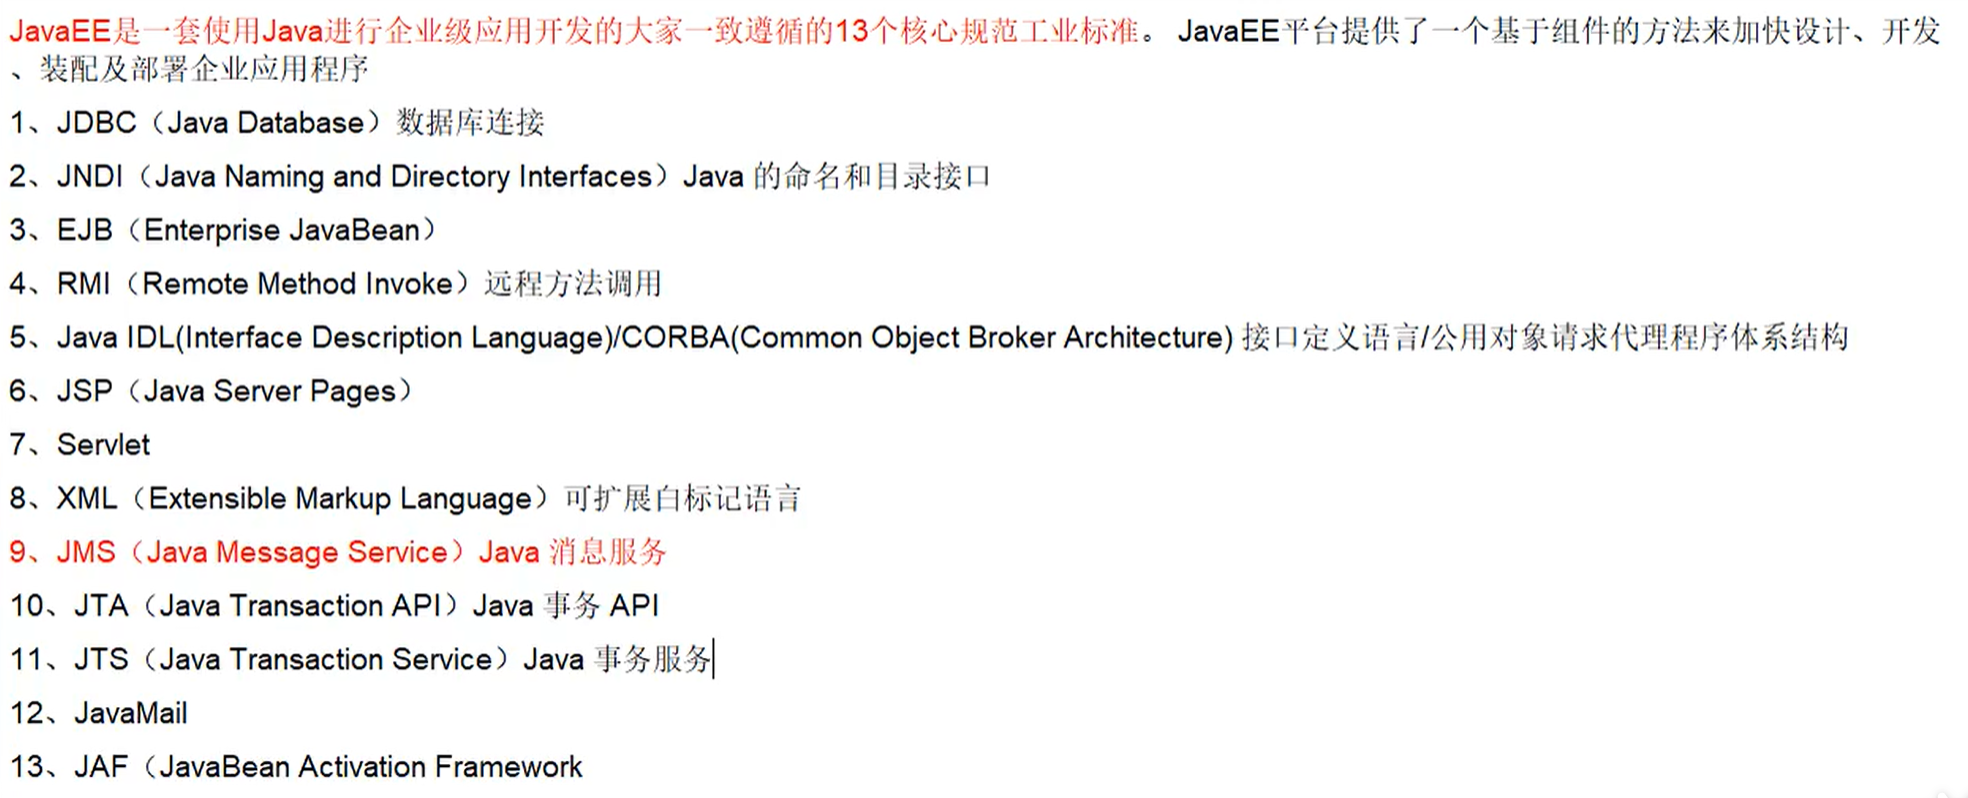 JavaEE是一套使用Java进行企业级应用开发的大家一致遵循的13个核心规范工业标准。 JavaEE平台提供了一个基于组件的方法来加快设计、开发
、装配及部署企业应用程序
1、JDBC（Java Database）数据库连接
2、JNDI（Java Naming and Directory Interfaces）Java 的命名和目录接口
3、EJB（Enterprise JavaBean）
4、RMI（Remote Method Invoke）远程方法调用
5、Java IDL(Interface Description Language)/CORBA(Common Object Broker Architecture) 接口定义语言/公用对象请求代理程序体系结构
6、JSP（Java Server Pages）
7、Servlet
8、XML（Extensible Markup Language）可扩展白标记语言
9、JMS（Java Message Service）Java 消息服务
10、JTA（Java Transaction API）Java 事务 API
11、JTS（Java Transaction Service）Java 事务服务
12、JavaMail
13、JAF（JavaBean Activation Framework